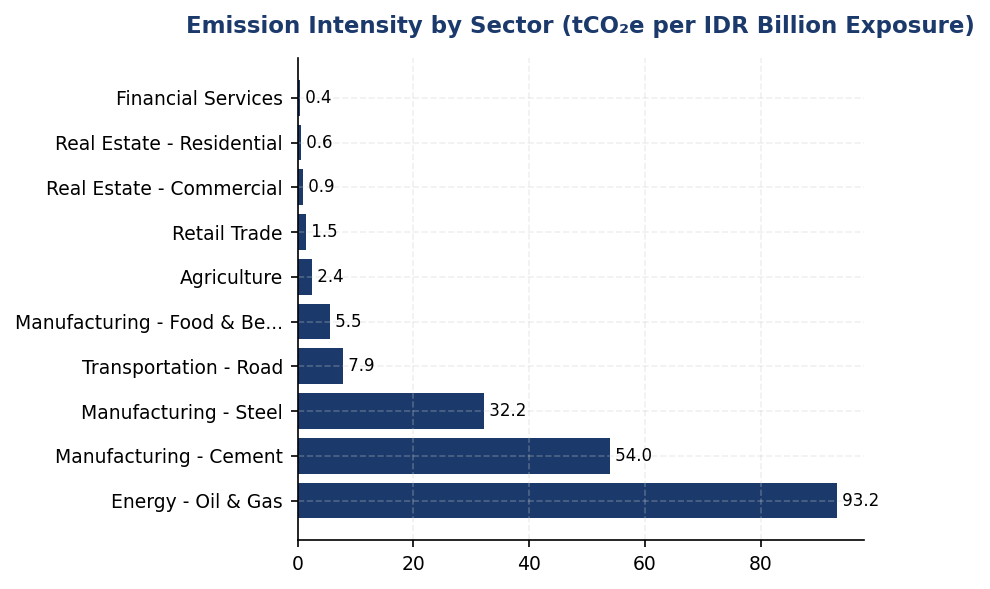 Emission Intensity by Sector (tCO₂e per IDR Billion Exposure)
Financial Services 0.4
Real Estate - Residential 0.6
Real Estate - Commercial 0.9
Retail Trade 1.5
Agriculture 2.4
Manufacturing - Food & Be... 5.5
Transportation - Road 7.9
Manufacturing - Steel 32.2
Manufacturing - Cement 54.0
Energy - Oil & Gas 93.2
0 20 40 60 80